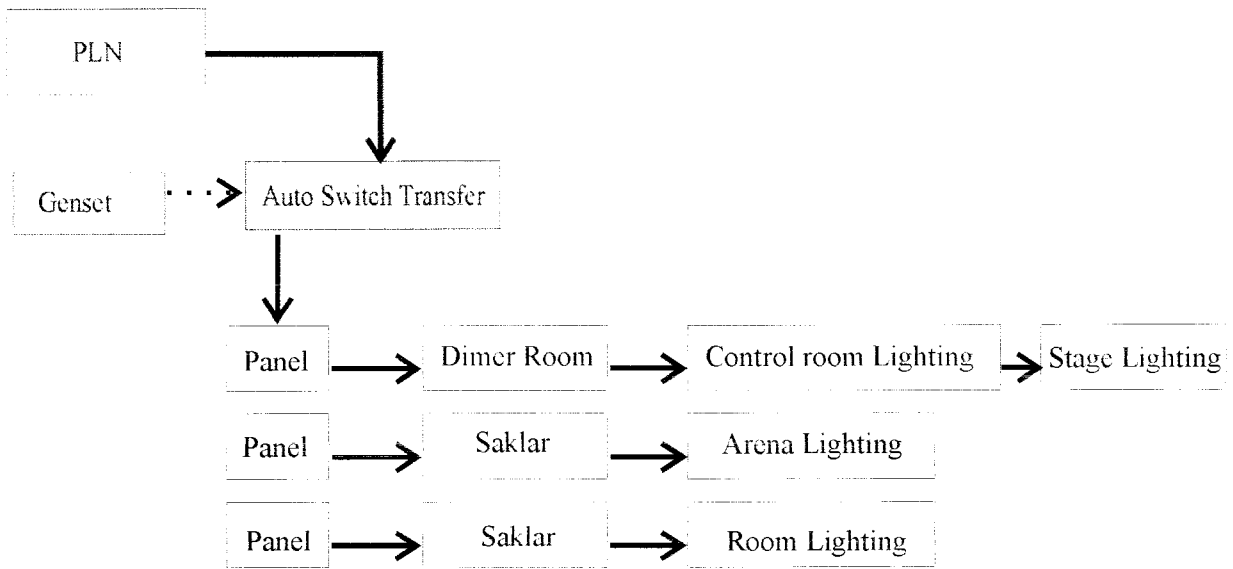 PLN
Genset
Auto Switch Transfer
Panel
Dimer Room
Control room Lighting
Stage Lighting
Panel
Saklar
Arena Lighting
Panel
Saklar
Room Lighting